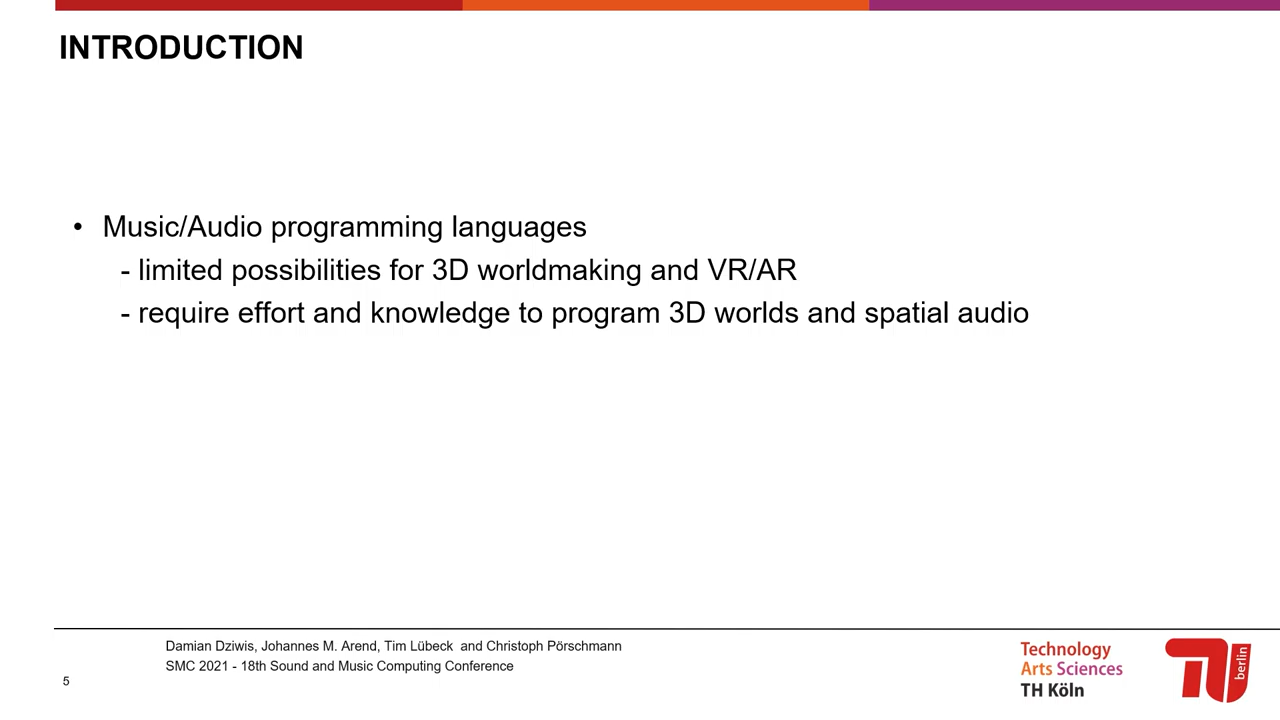 INTRODUCTION
• Music/Audio programming languages
- limited possibilities for 3D worldmaking and VR/AR
- require effort and knowledge to program 3D worlds and spatial audio
Damian Dziwis, Johannes M. Arend, Tim Lübeck and Christoph Pörschmann
SMC 2021 - 18th Sound and Music Computing Conference
5
Technology
Arts Sciences
TH Köln
TU
berlin